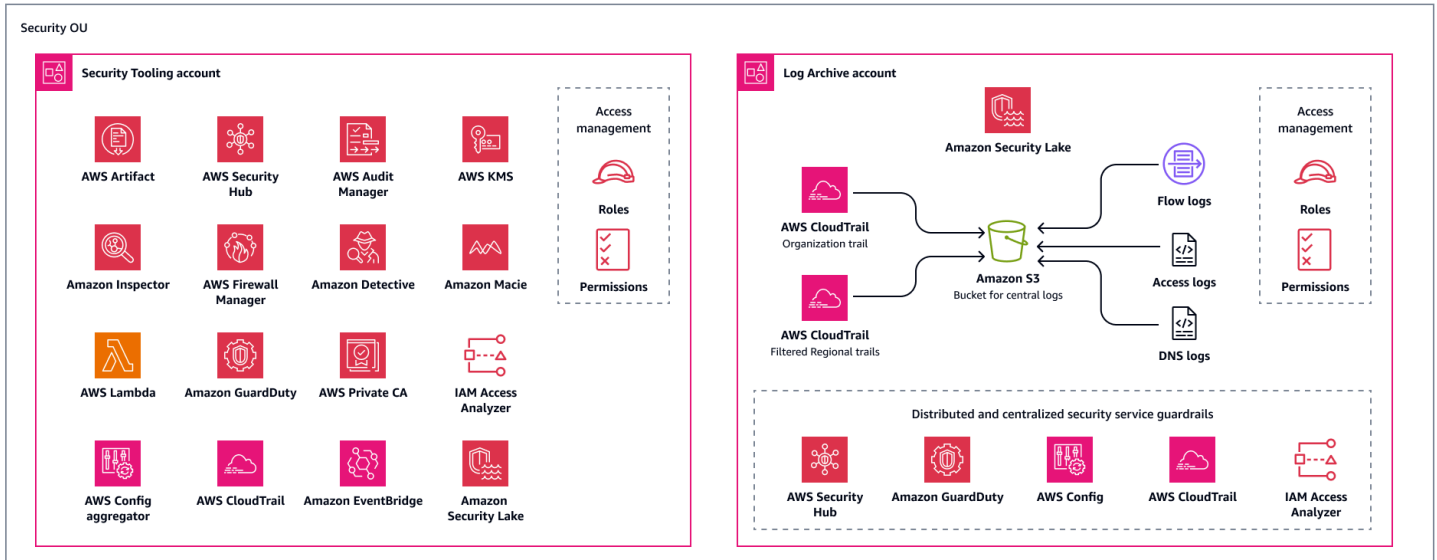 Security OU
Security Tooling account
AWS Artifact
AWS Security
Hub
AWS Audit
Manager
AWS KMS
Amazon Inspector
AWS Firewall
Manager
Amazon Detective
Amazon Macie
AWS Lambda
Amazon GuardDuty
AWS Private CA
IAM Access
Analyzer
AWS Config
aggregator
AWS CloudTrail
Amazon EventBridge
Amazon
Security Lake
Access
management
Roles
Permissions
Log Archive account
Amazon Security Lake
AWS CloudTrail
Organization trail
AWS CloudTrail
Filtered Regional trails
Amazon S3
Bucket for central logs
Flow logs
Access logs
DNS logs
Access
management
Roles
Permissions
Distributed and centralized security service guardrails
AWS Security
Hub
Amazon GuardDuty
AWS Config
AWS CloudTrail
IAM Access
Analyzer